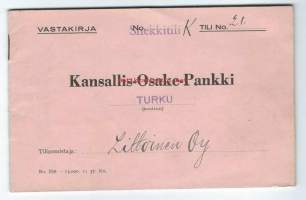 VASTAKIRJA No. Shekkitili K TILI No. 21.
Kansallis-Osake-Pankki
TURKU
(konttori)
Tilinomistaja: Littoinen Oy